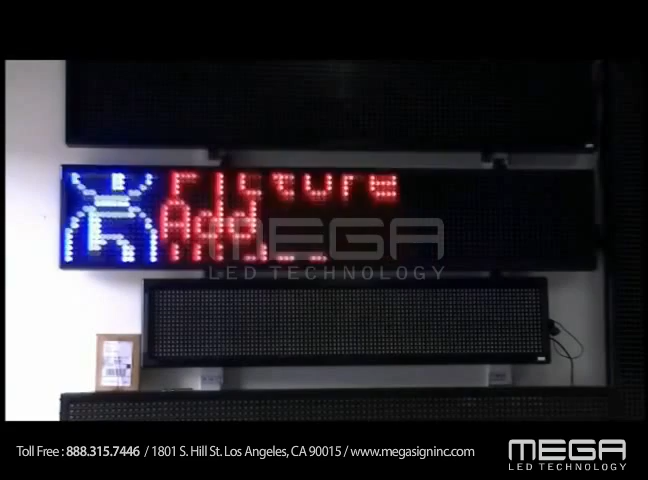 Picture
Add
MEGA
LED TECHNOLOGY
Toll Free : 888.315.7446 / 1801 S. Hill St. Los Angeles, CA 90015 / www.megasigninc.com
MEGA
LED TECHNOLOGY